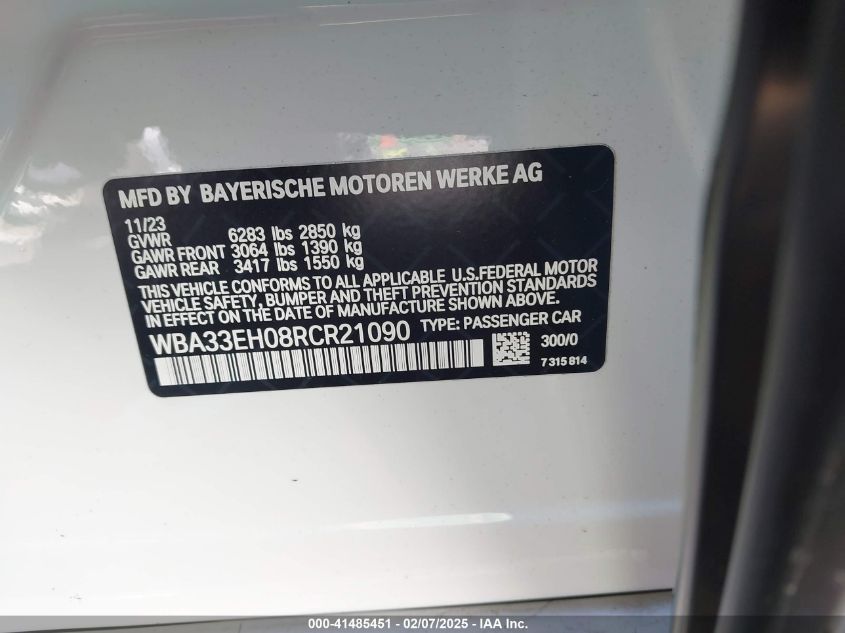 MFD BY BAYERISCHE MOTOREN WERKE AG
11/23
GVWR 6283 lbs 2850 kg
GAWR FRONT 3064 lbs 1390 kg
GAWR REAR 3417 lbs 1550 kg
THIS VEHICLE CONFORMS TO ALL APPLICABLE U.S.FEDERAL MOTOR
VEHICLE SAFETY, BUMPER AND THEFT PREVENTION STANDARDS
IN EFFECT ON THE DATE OF MANUFACTURE SHOWN ABOVE.
WBA33EH08RCR21090 TYPE: PASSENGER CAR
300/0
7 315 814
000-41485451 - 02/07/2025 - IAA Inc.